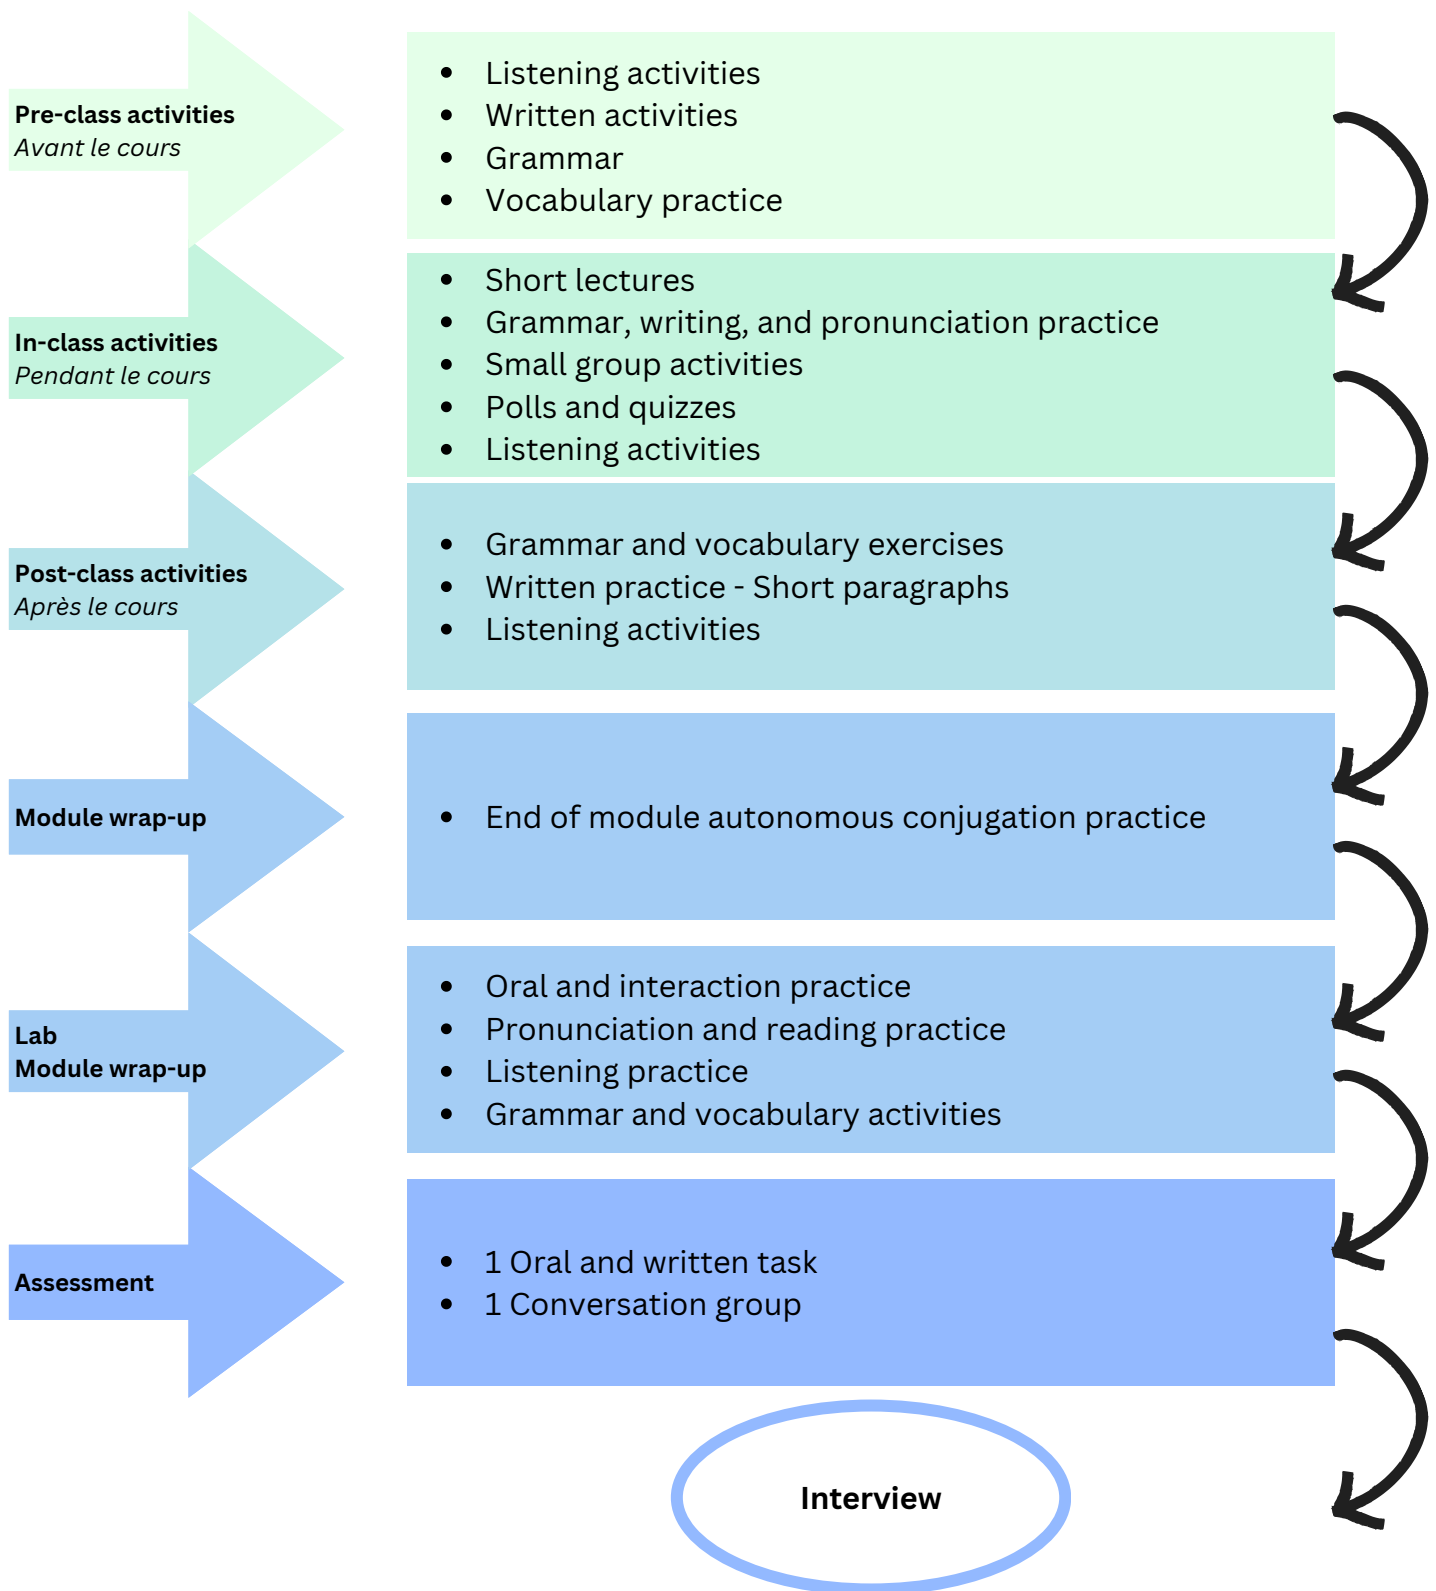 Pre-class activities
Avant le cours
• Listening activities
• Written activities
• Grammar
• Vocabulary practice
In-class activities
Pendant le cours
• Short lectures
• Grammar, writing, and pronunciation practice
• Small group activities
• Polls and quizzes
• Listening activities
Post-class activities
Après le cours
• Grammar and vocabulary exercises
• Written practice - Short paragraphs
• Listening activities
Module wrap-up
• End of module autonomous conjugation practice
Lab
Module wrap-up
• Oral and interaction practice
• Pronunciation and reading practice
• Listening practice
• Grammar and vocabulary activities
Assessment
• 1 Oral and written task
• 1 Conversation group
Interview